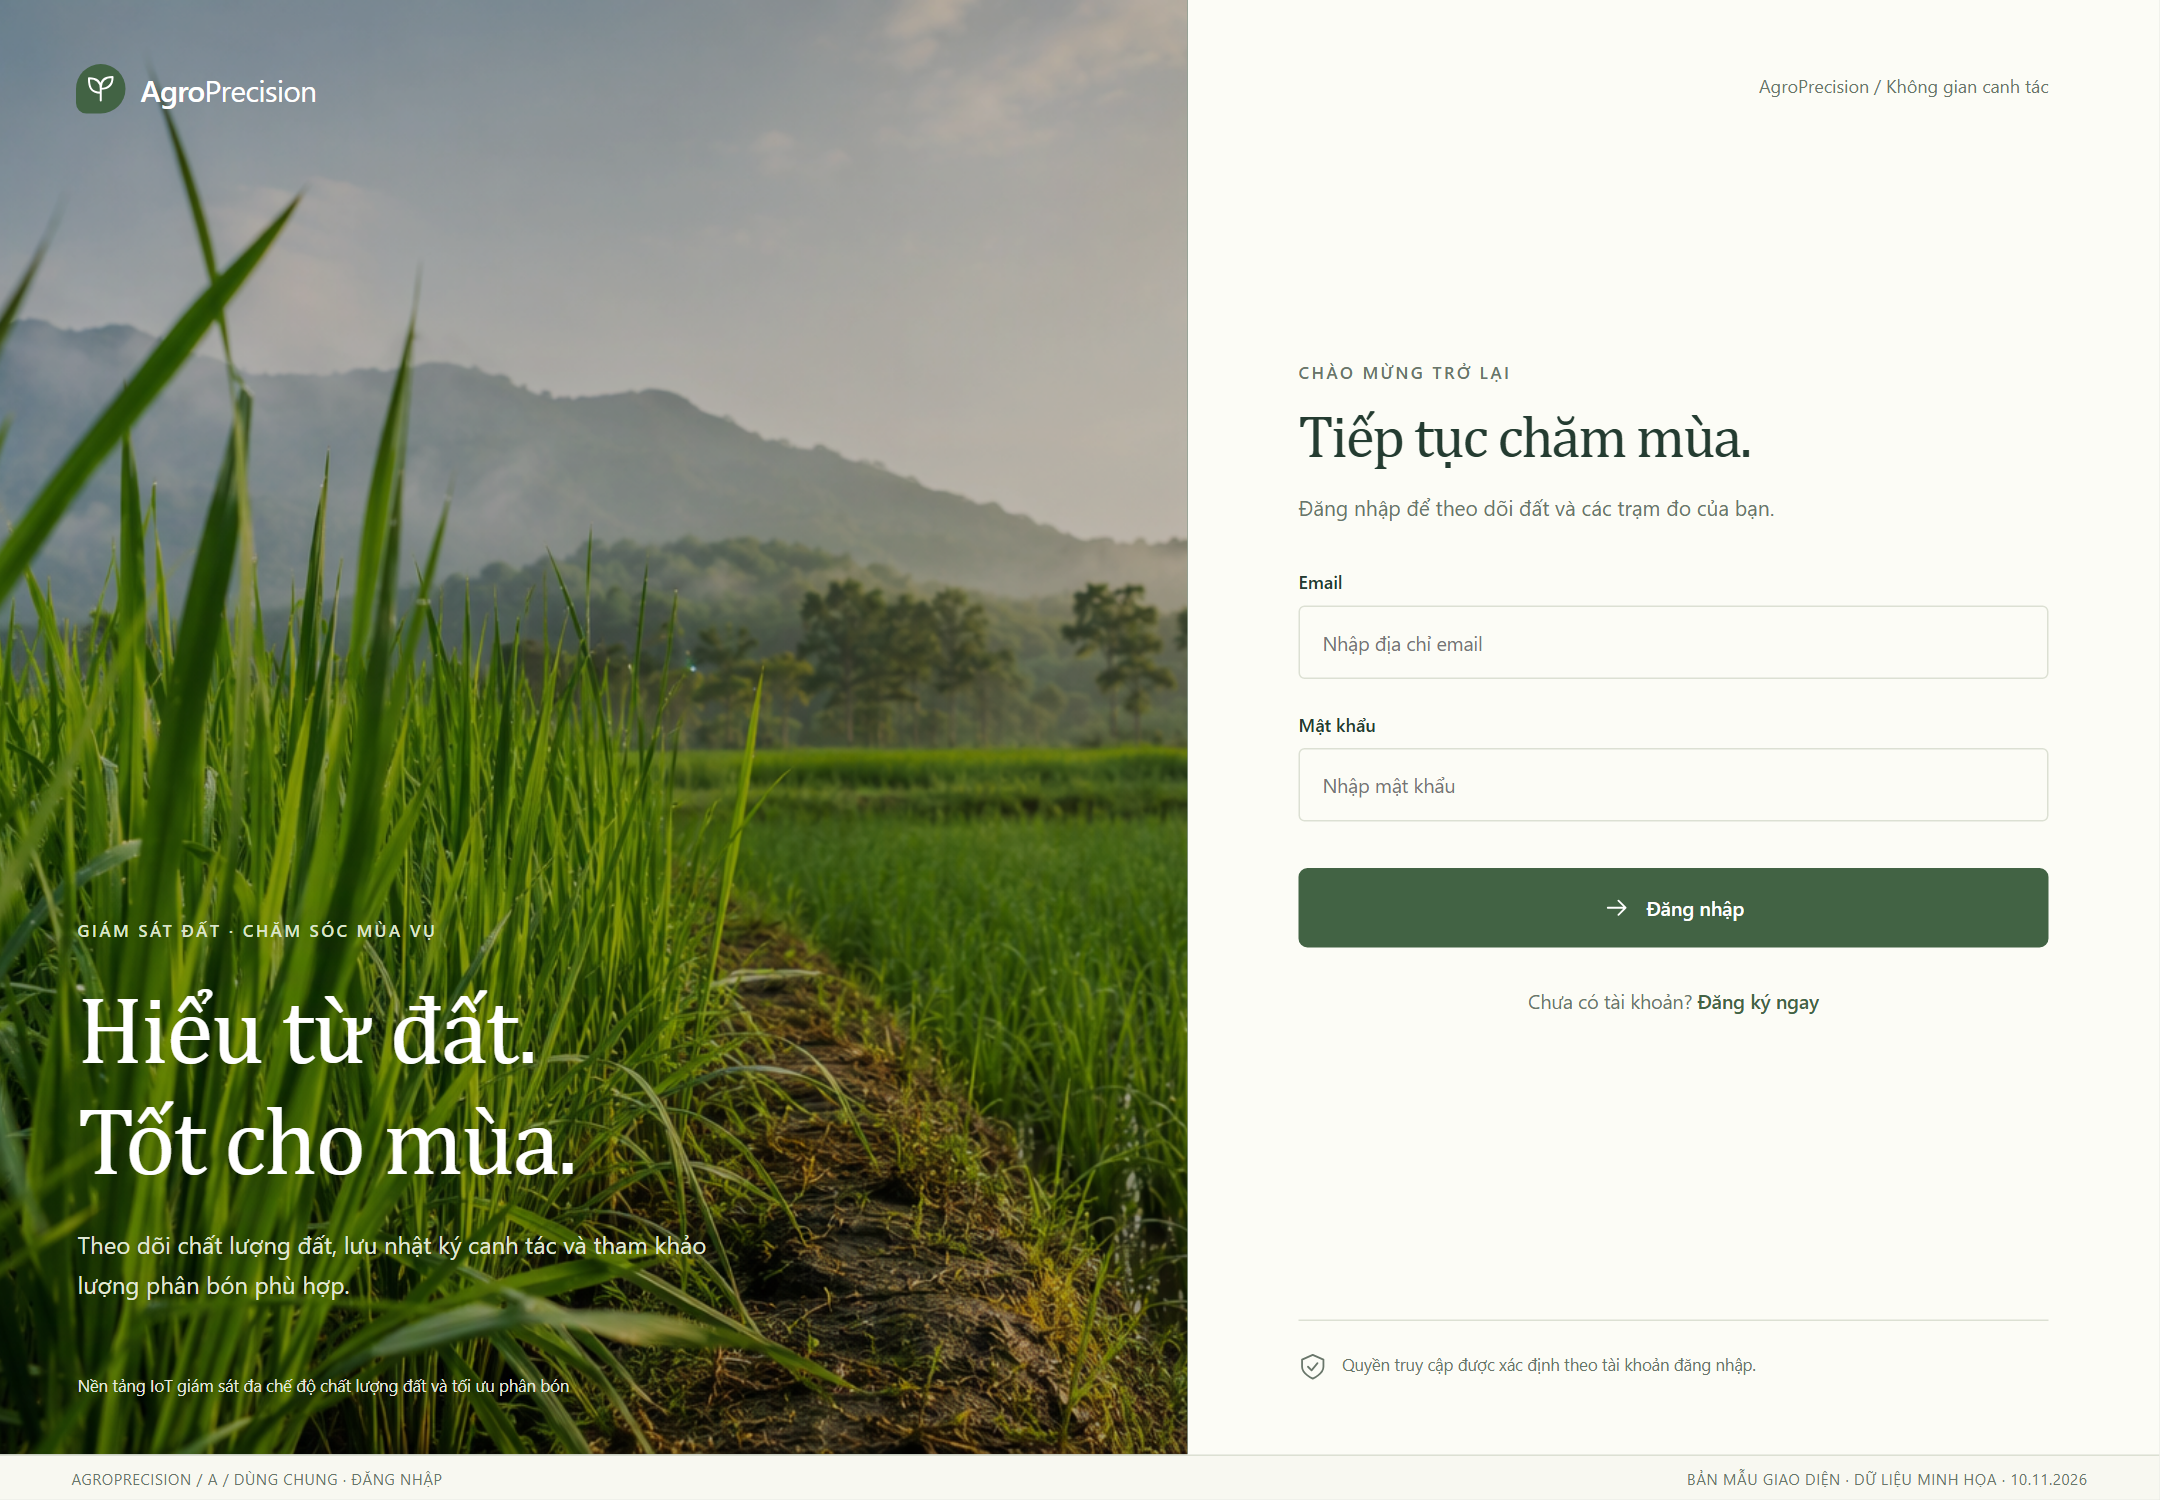 AgroPrecision
GIÁM SÁT ĐẤT · CHĂM SÓC MÙA VỤ
Hiểu từ đất.
Tốt cho mùa.
Theo dõi chất lượng đất, lưu nhật ký canh tác và tham khảo
lượng phân bón phù hợp.
Nền tảng IoT giám sát đa chế độ chất lượng đất và tối ưu phân bón
AgroPrecision / Không gian canh tác
CHÀO MỪNG TRỞ LẠI
Tiếp tục chăm mùa.
Đăng nhập để theo dõi đất và các trạm đo của bạn.
Email
Nhập địa chỉ email
Mật khẩu
Nhập mật khẩu
→ Đăng nhập
Chưa có tài khoản? Đăng ký ngay
Quyền truy cập được xác định theo tài khoản đăng nhập.
AGROPRECISION / A / DÙNG CHUNG · ĐĂNG NHẬP
BẢN MẪU GIAO DIỆN · DỮ LIỆU MINH HỌA · 10.11.2026